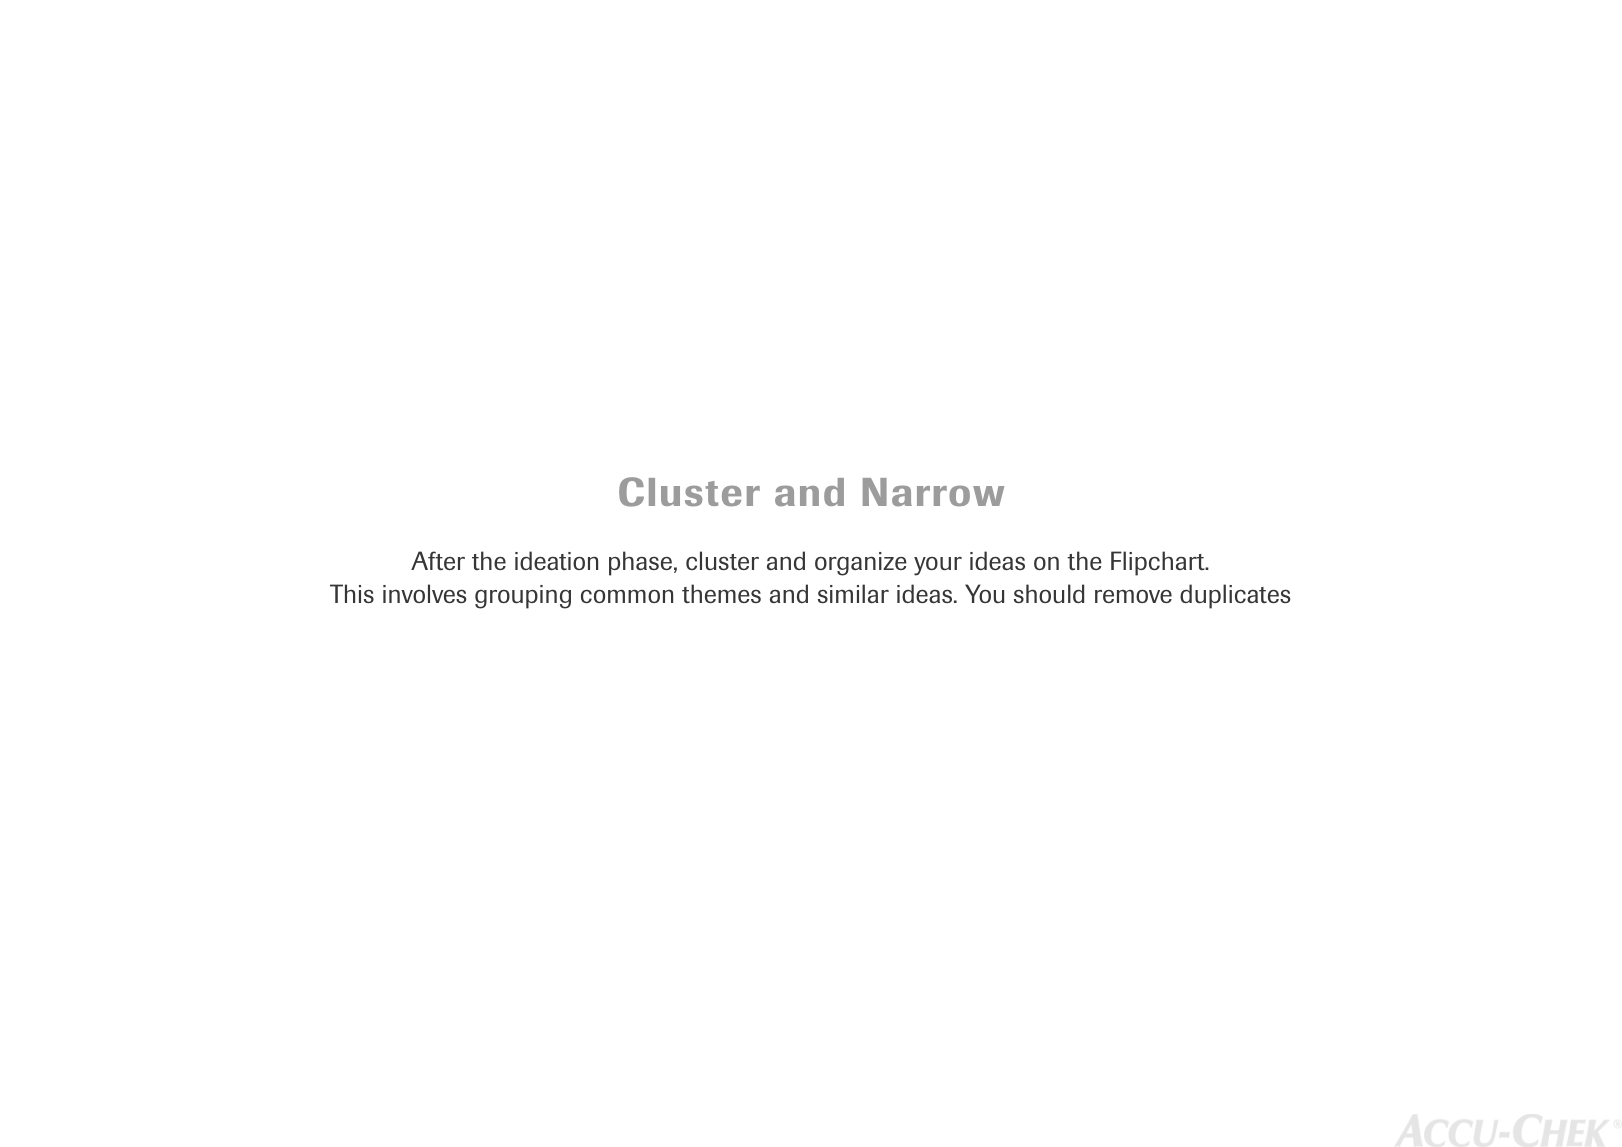 Cluster and Narrow
After the ideation phase, cluster and organize your ideas on the Flipchart.
This involves grouping common themes and similar ideas. You should remove duplicates
ACCU-CHEK®